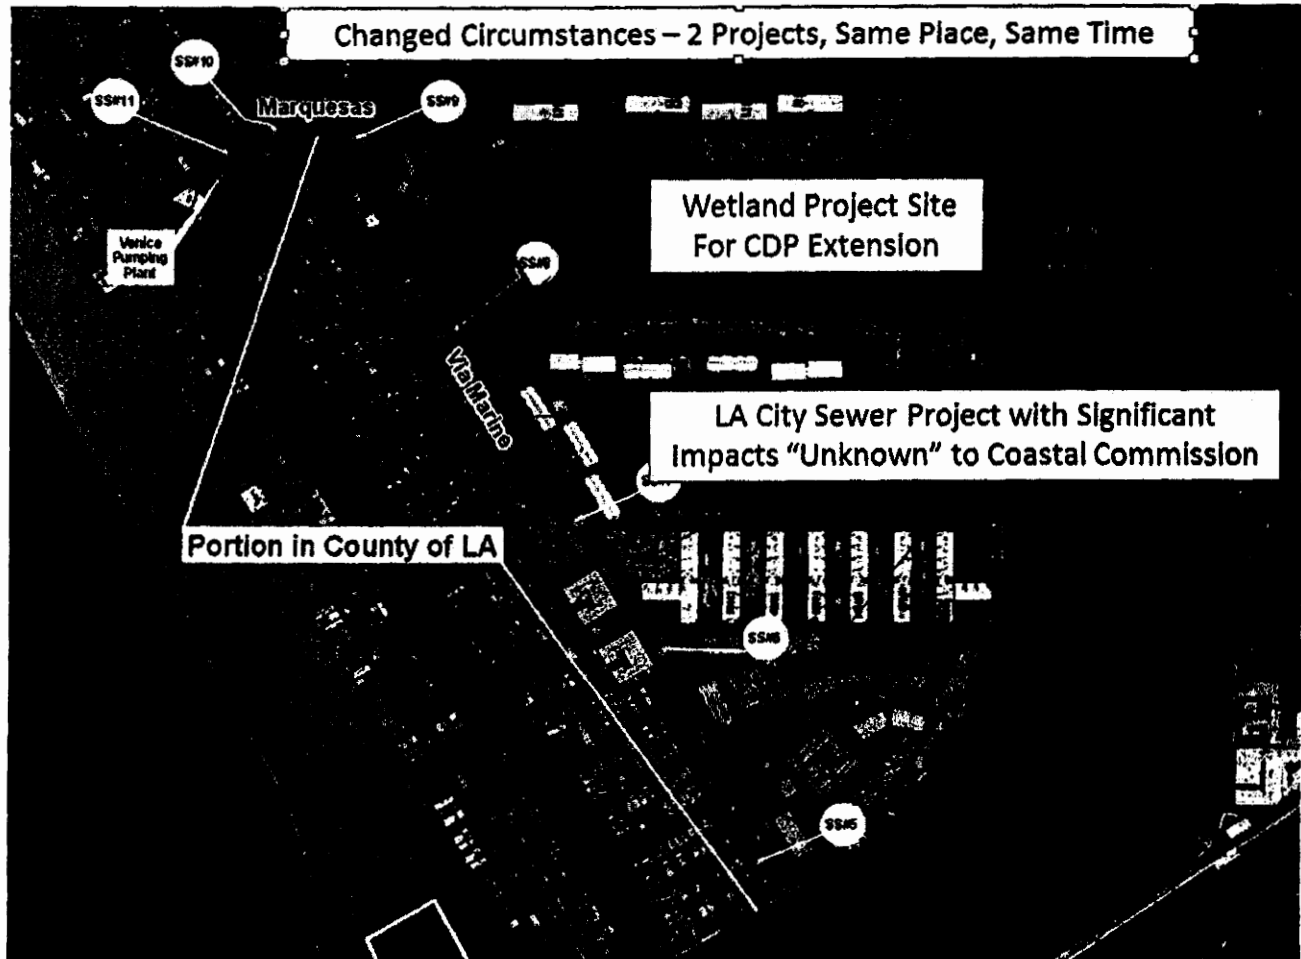 Changed Circumstances – 2 Projects, Same Place, Same Time
SS#10
SS#11
Marquesas
SS#9
Wetland Project Site
For CDP Extension
Venice
Pumping
Plant
SS#8
Via Marine
LA City Sewer Project with Significant
Impacts “Unknown” to Coastal Commission
Portion in County of LA
SS#6
SS#5